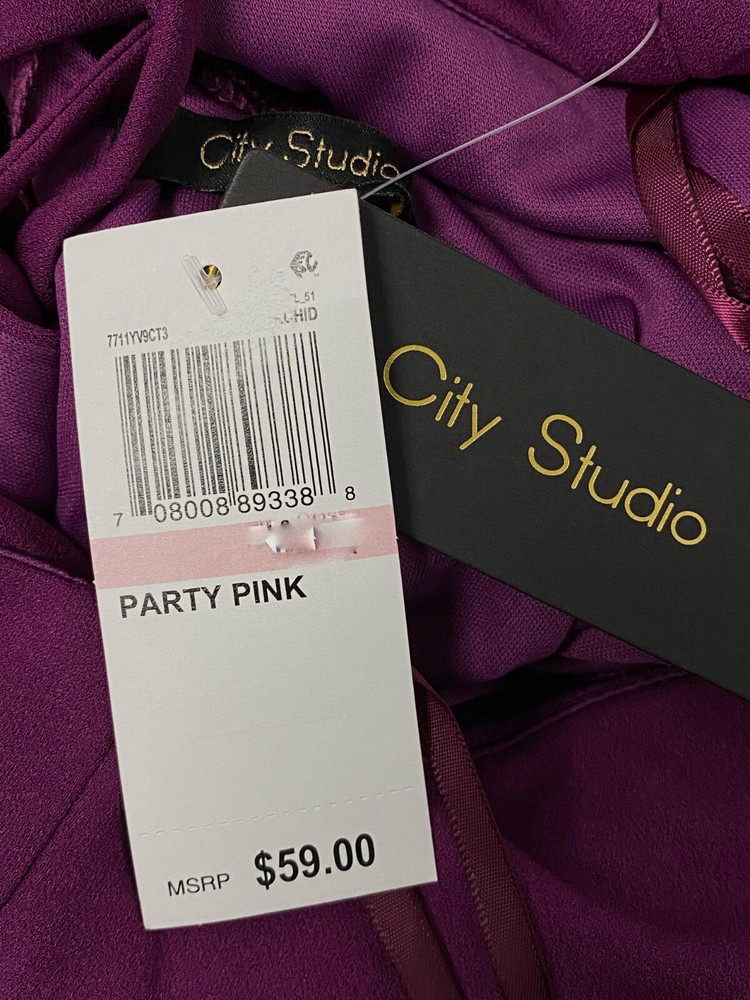 City Studio
7711YV9CT3
7 08008 89338 8
PARTY PINK
MSRP $59.00
City Studio